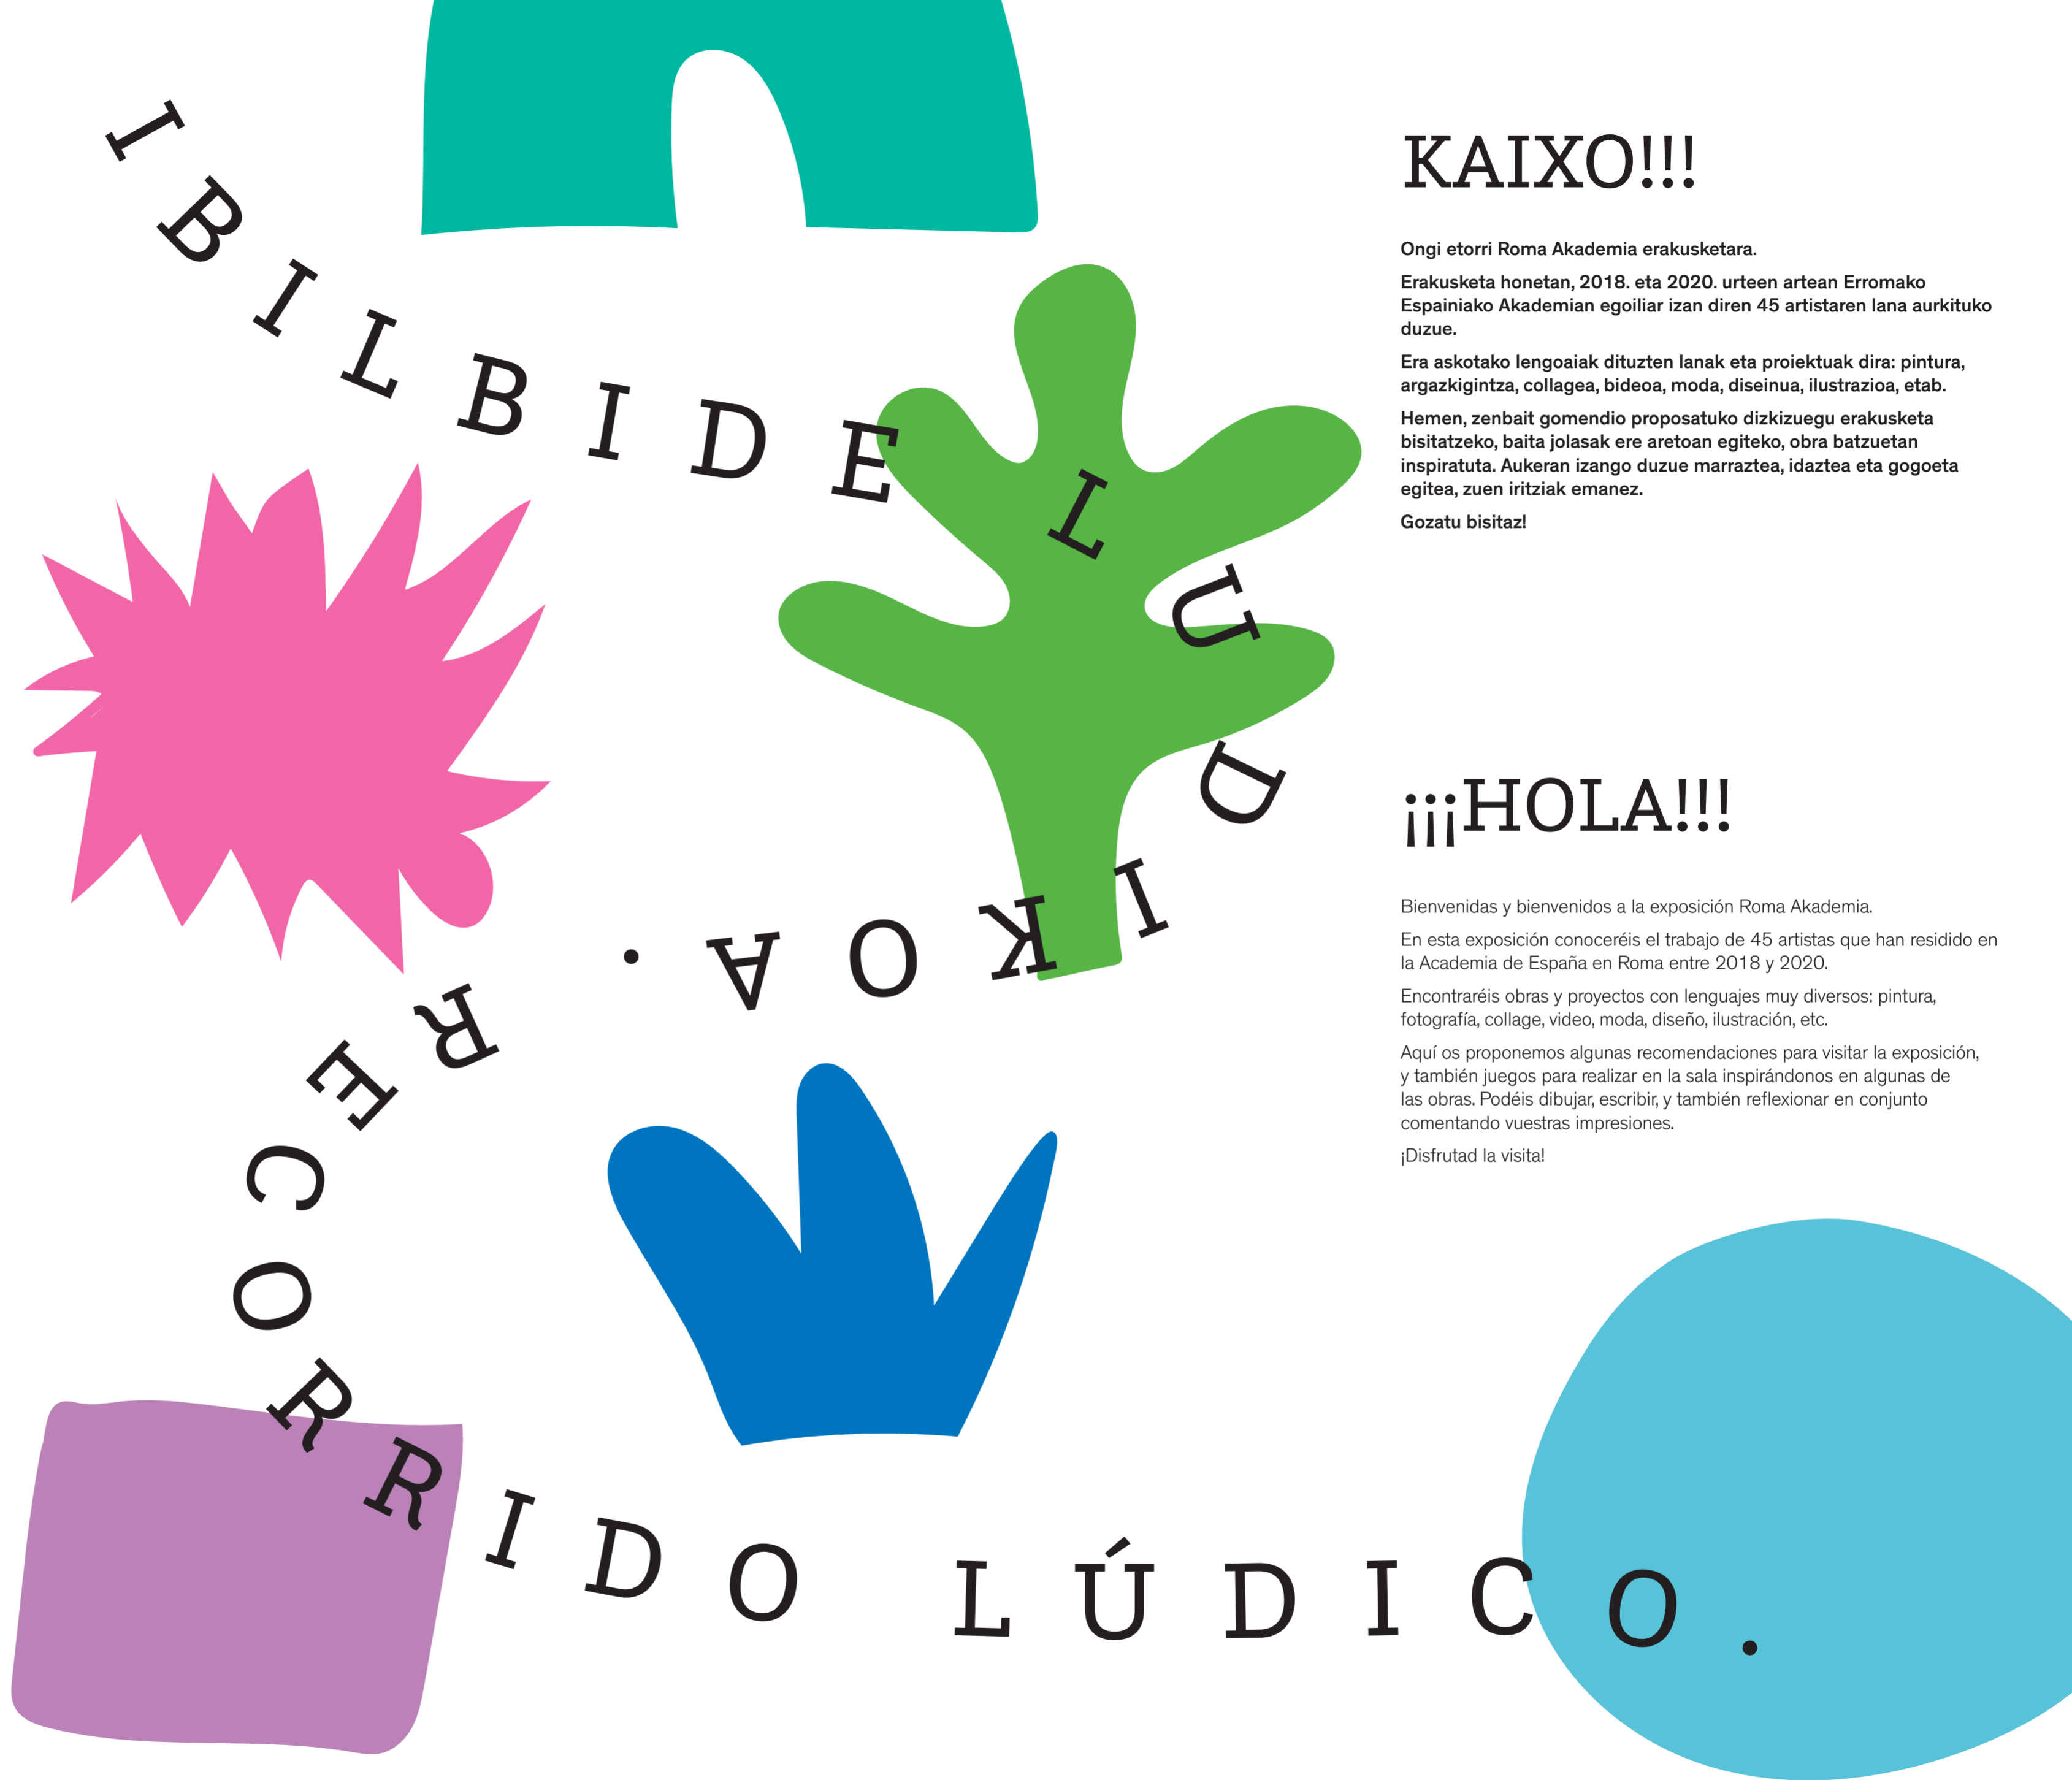 IBILBIDE LUDIKOA.
RECORRIDO LÚDICO.
KAIXO!!!
Ongi etorri Roma Akademia erakusketara.
Erakusketa honetan, 2018. eta 2020. urteen artean Erromako
Espainiako Akademian egoiliar izan diren 45 artistaren lana aurkituko
duzue.
Era askotako lengoaiak dituzten lanak eta proiektuak dira: pintura,
argazkigintza, collagea, bideoa, moda, diseinua, ilustrazioa, etab.
Hemen, zenbait gomendio proposatuko dizkizuegu erakusketa
bisitatzeko, baita jolasak ere aretoan egiteko, obra batzuetan
inspiratuta. Aukeran izango duzue marraztea, idaztea eta gogoeta
egitea, zuen iritziak emanez.
Gozatu bisitaz!
¡¡¡HOLA!!!
Bienvenidas y bienvenidos a la exposición Roma Akademia.
En esta exposición conoceréis el trabajo de 45 artistas que han residido en
la Academia de España en Roma entre 2018 y 2020.
Encontraréis obras y proyectos con lenguajes muy diversos: pintura,
fotografía, collage, video, moda, diseño, ilustración, etc.
Aquí os proponemos algunas recomendaciones para visitar la exposición,
y también juegos para realizar en la sala inspirándonos en algunas de
las obras. Podéis dibujar, escribir, y también reflexionar en conjunto
comentando vuestras impresiones.
¡Disfrutad la visita!